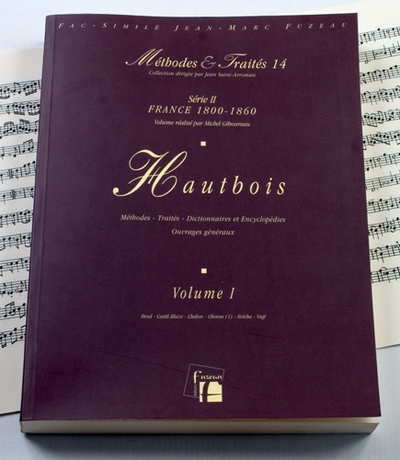 Fac-Similé Jean-Marc Fuzeau
Méthodes & Traités 14
Collection dirigée par Jean Saint-Arroman
Série II
FRANCE 1800-1860
Volume réalisé par Michel Giboureau
Hautbois
Méthodes - Traités - Dictionnaires et Encyclopédies
Ouvrages généraux
Volume I
Brod - Castil-Blaze - Chalon - Choron (1) - Reicha - Vogt
fuzeau